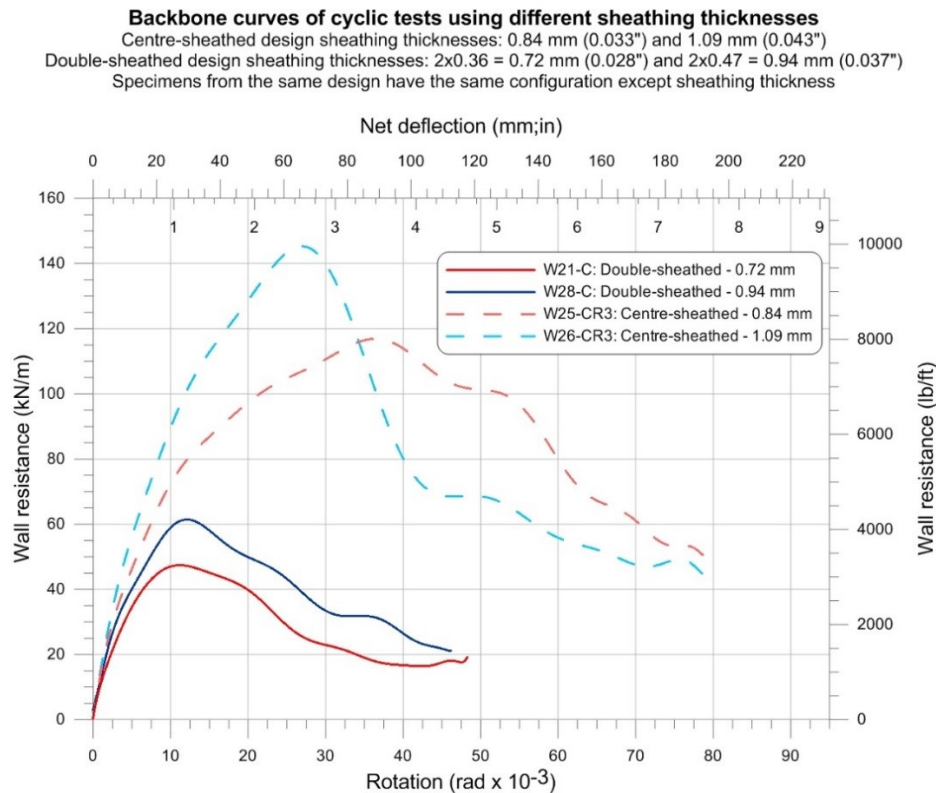 Backbone curves of cyclic tests using different sheathing thicknesses
Centre-sheathed design sheathing thicknesses: 0.84 mm (0.033") and 1.09 mm (0.043")
Double-sheathed design sheathing thicknesses: 2x0.36 = 0.72 mm (0.028") and 2x0.47 = 0.94 mm (0.037")
Specimens from the same design have the same configuration except sheathing thickness
Net deflection (mm;in)
0 20 40 60 80 100 120 140 160 180 200 220
1 2 3 4 5 6 7 8 9
Wall resistance (kN/m)
160
140
120
100
80
60
40
20
0
W21-C: Double-sheathed - 0.72 mm
W28-C: Double-sheathed - 0.94 mm
W25-CR3: Centre-sheathed - 0.84 mm
W26-CR3: Centre-sheathed - 1.09 mm
10000
8000
6000
4000
2000
0
Wall resistance (lb/ft)
0 10 20 30 40 50 60 70 80 90
Rotation (rad x 10-3)